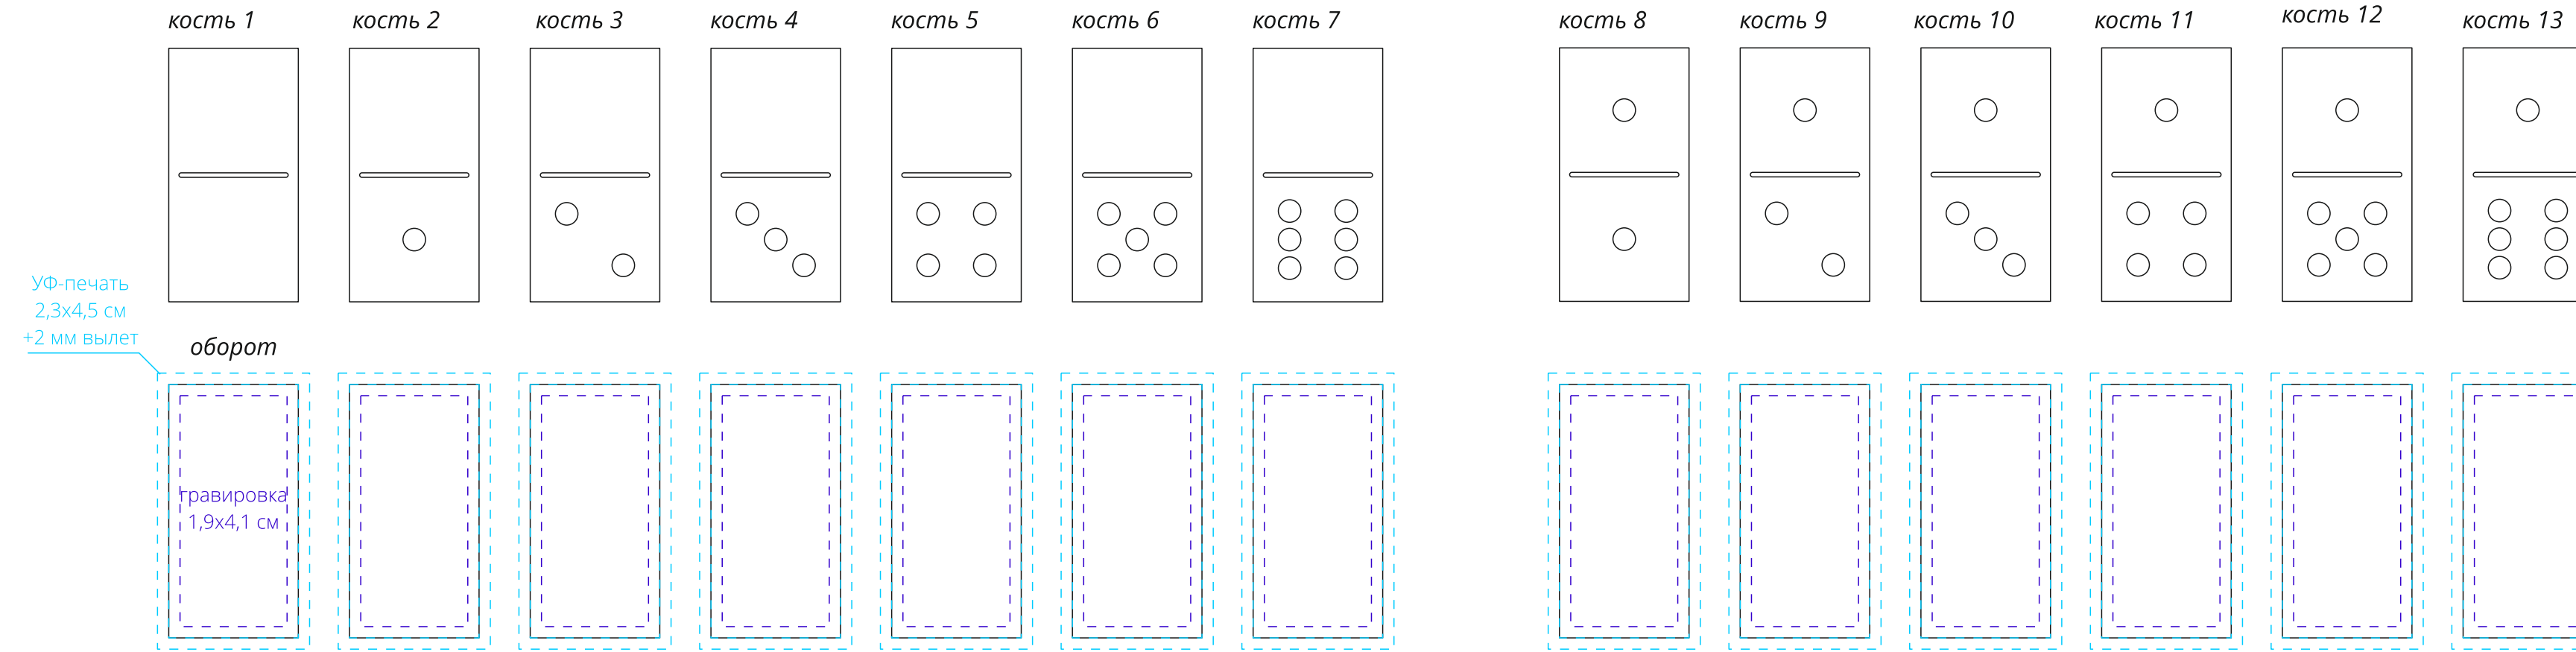 кость 1
кость 2
кость 3
кость 4
кость 5
кость 6
кость 7
кость 8
кость 9
кость 10
кость 11
кость 12
кость 13
УФ-печать
2,3х4,5 см
+2 мм вылет
оборот
гравировка
1,9х4,1 см